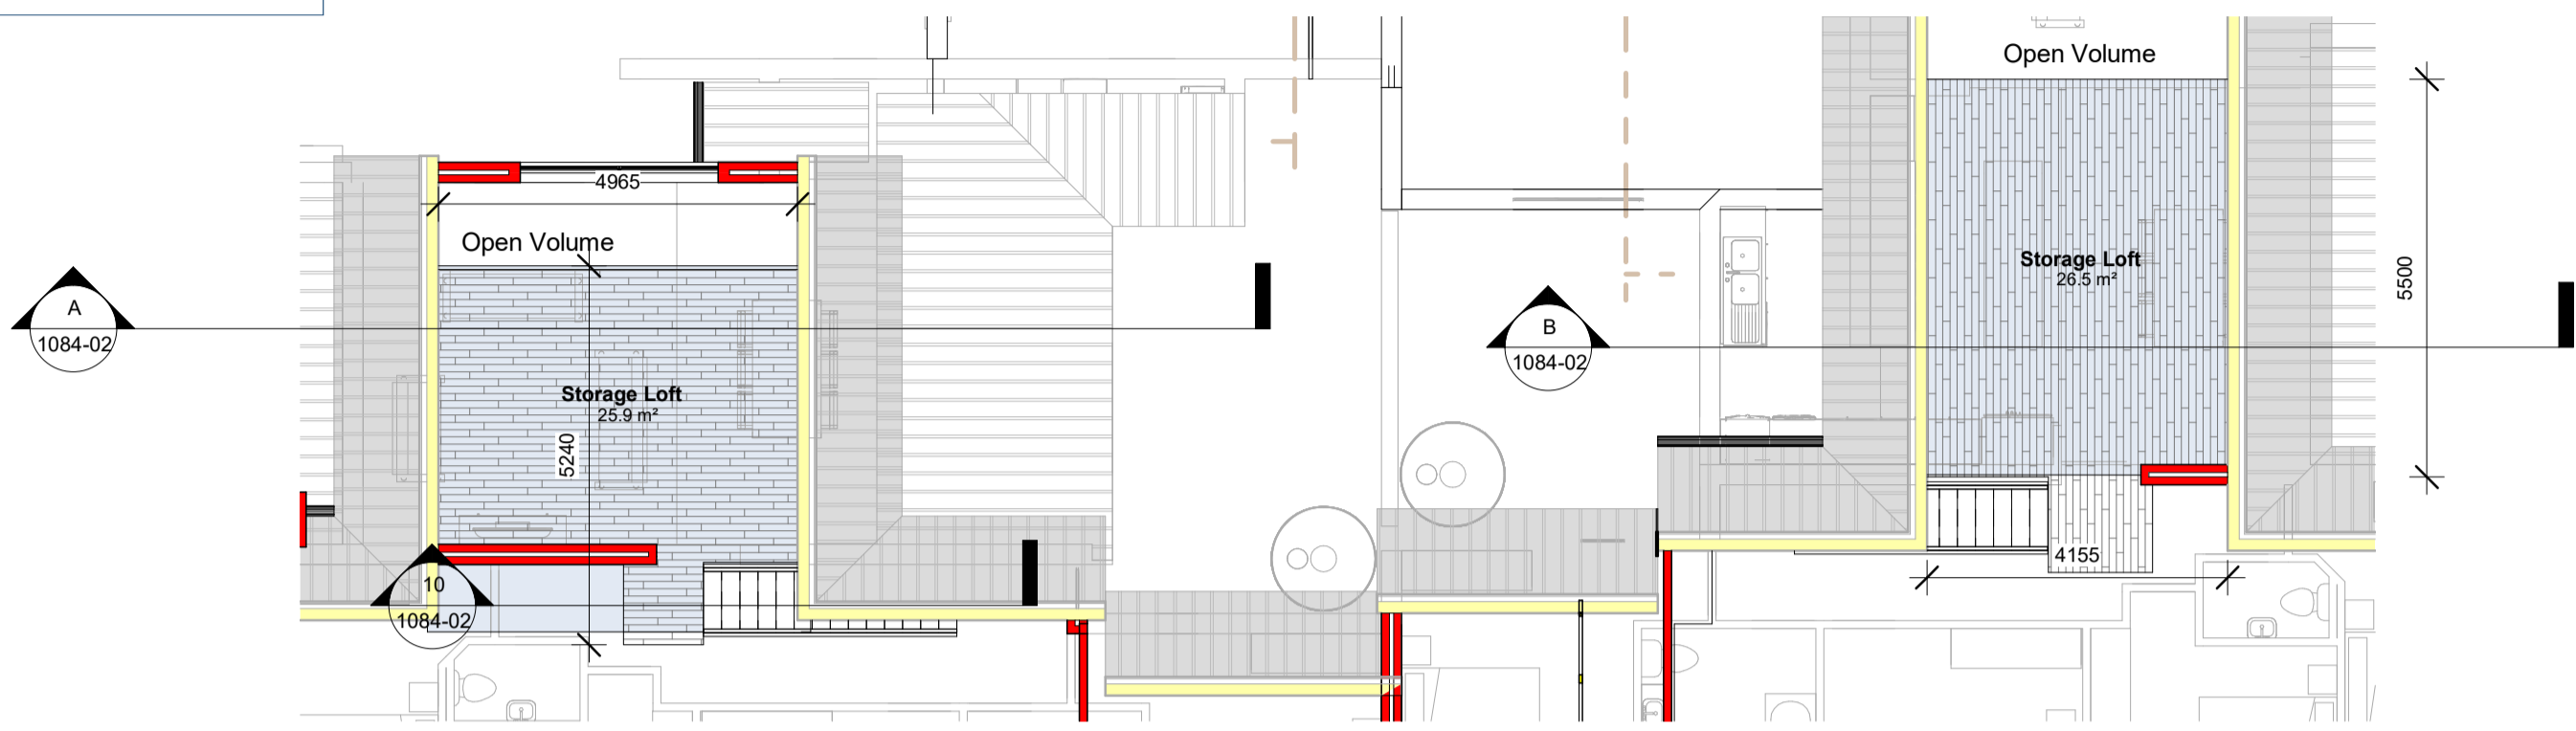 Open Volume
4965
Open Volume
A
1084-02
Storage Loft
25.9 m²
5240
10
1084-02
B
1084-02
Storage Loft
26.5 m²
5500
4155